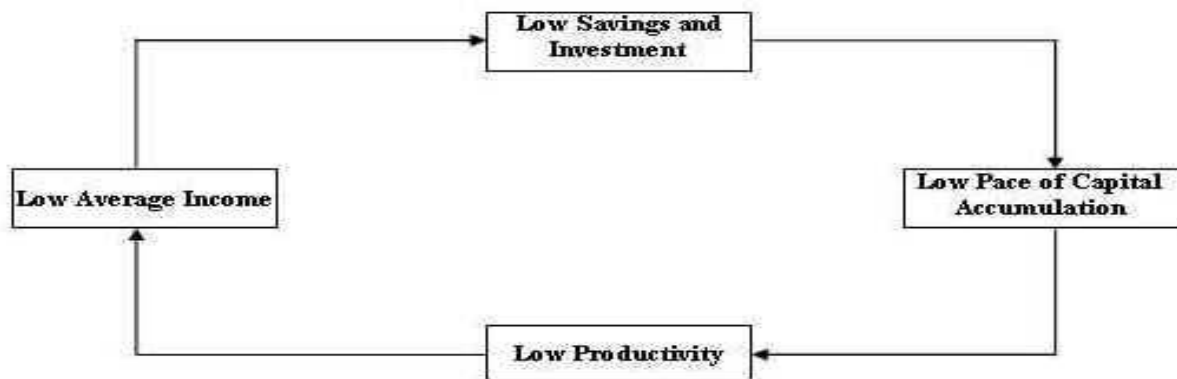 Low Savings and
Investment
Low Average Income
Low Pace of Capital
Accumulation
Low Productivity